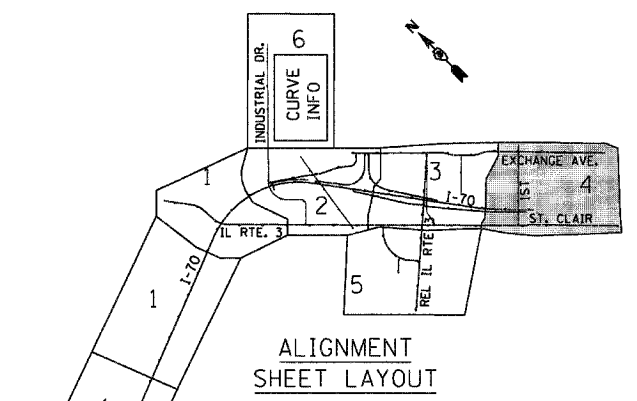 N
6
INDUSTRIAL DR.
CURVE
INFO
EXCHANGE AVE.
1
3
1ST
4
I-70
2
ST. CLAIR
IL RTE. 3
REL IL RTE 3
I-70
5
1
ALIGNMENT
SHEET LAYOUT